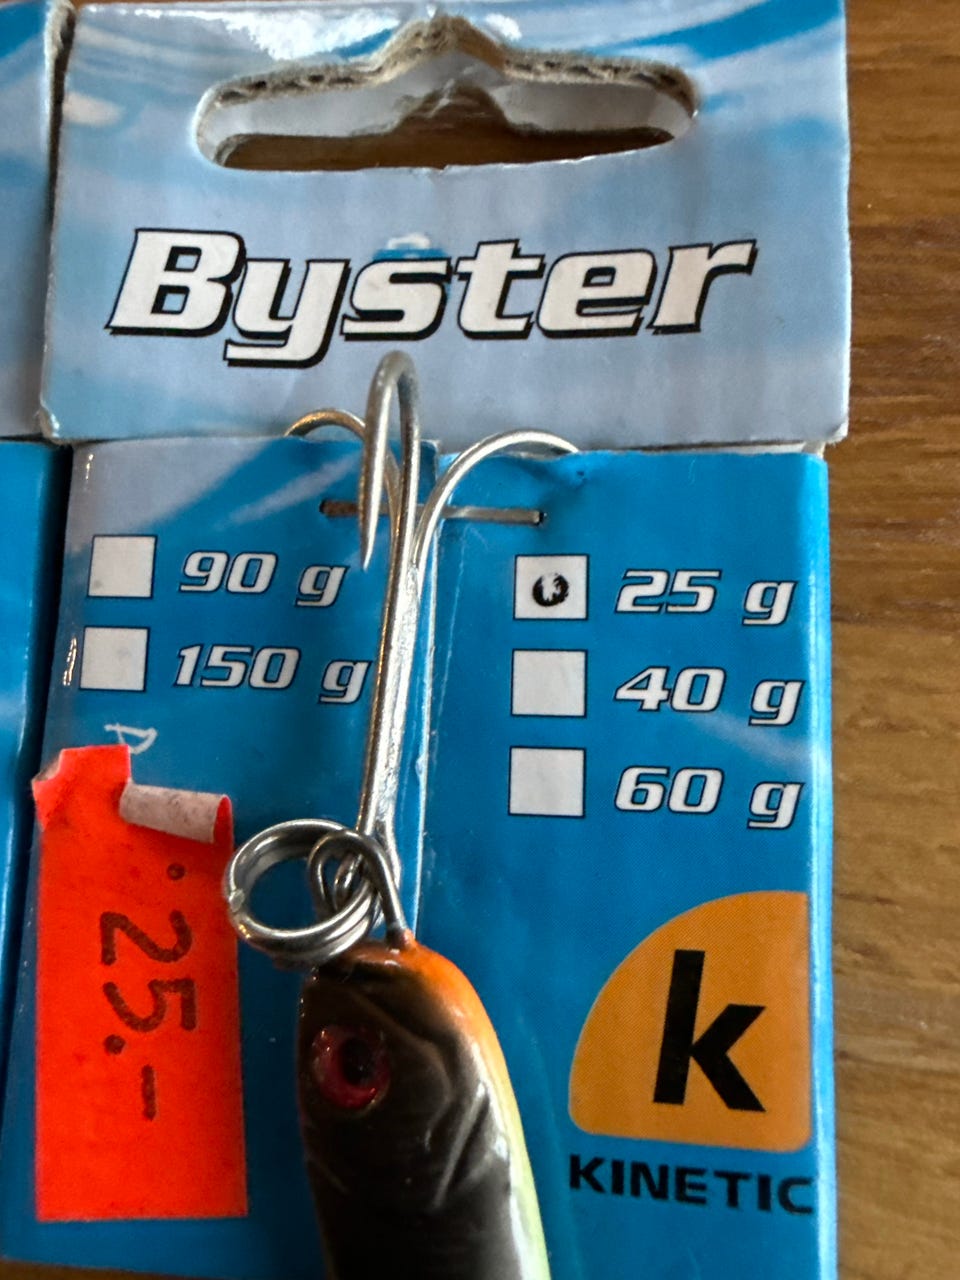 Byster
90 g
150 g
25 g
40 g
60 g
25.-
k
KINETIC